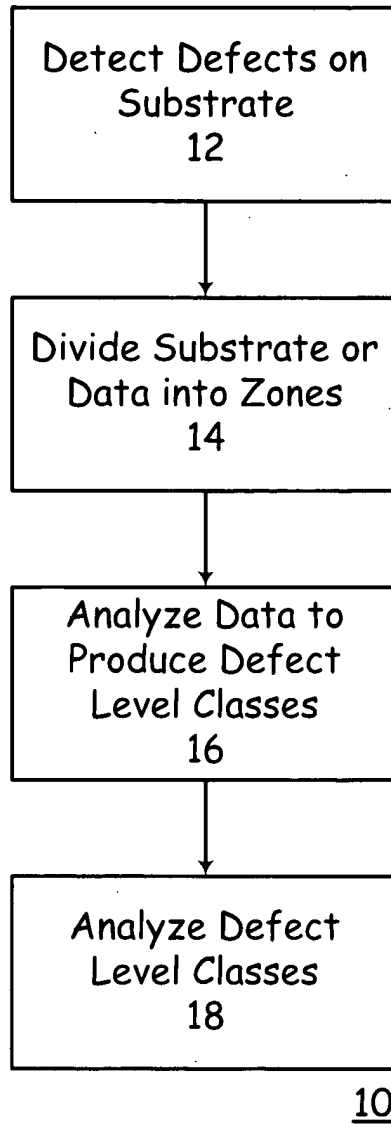 Detect Defects on
Substrate
12
Divide Substrate or
Data into Zones
14
Analyze Data to
Produce Defect
Level Classes
16
Analyze Defect
Level Classes
18
10